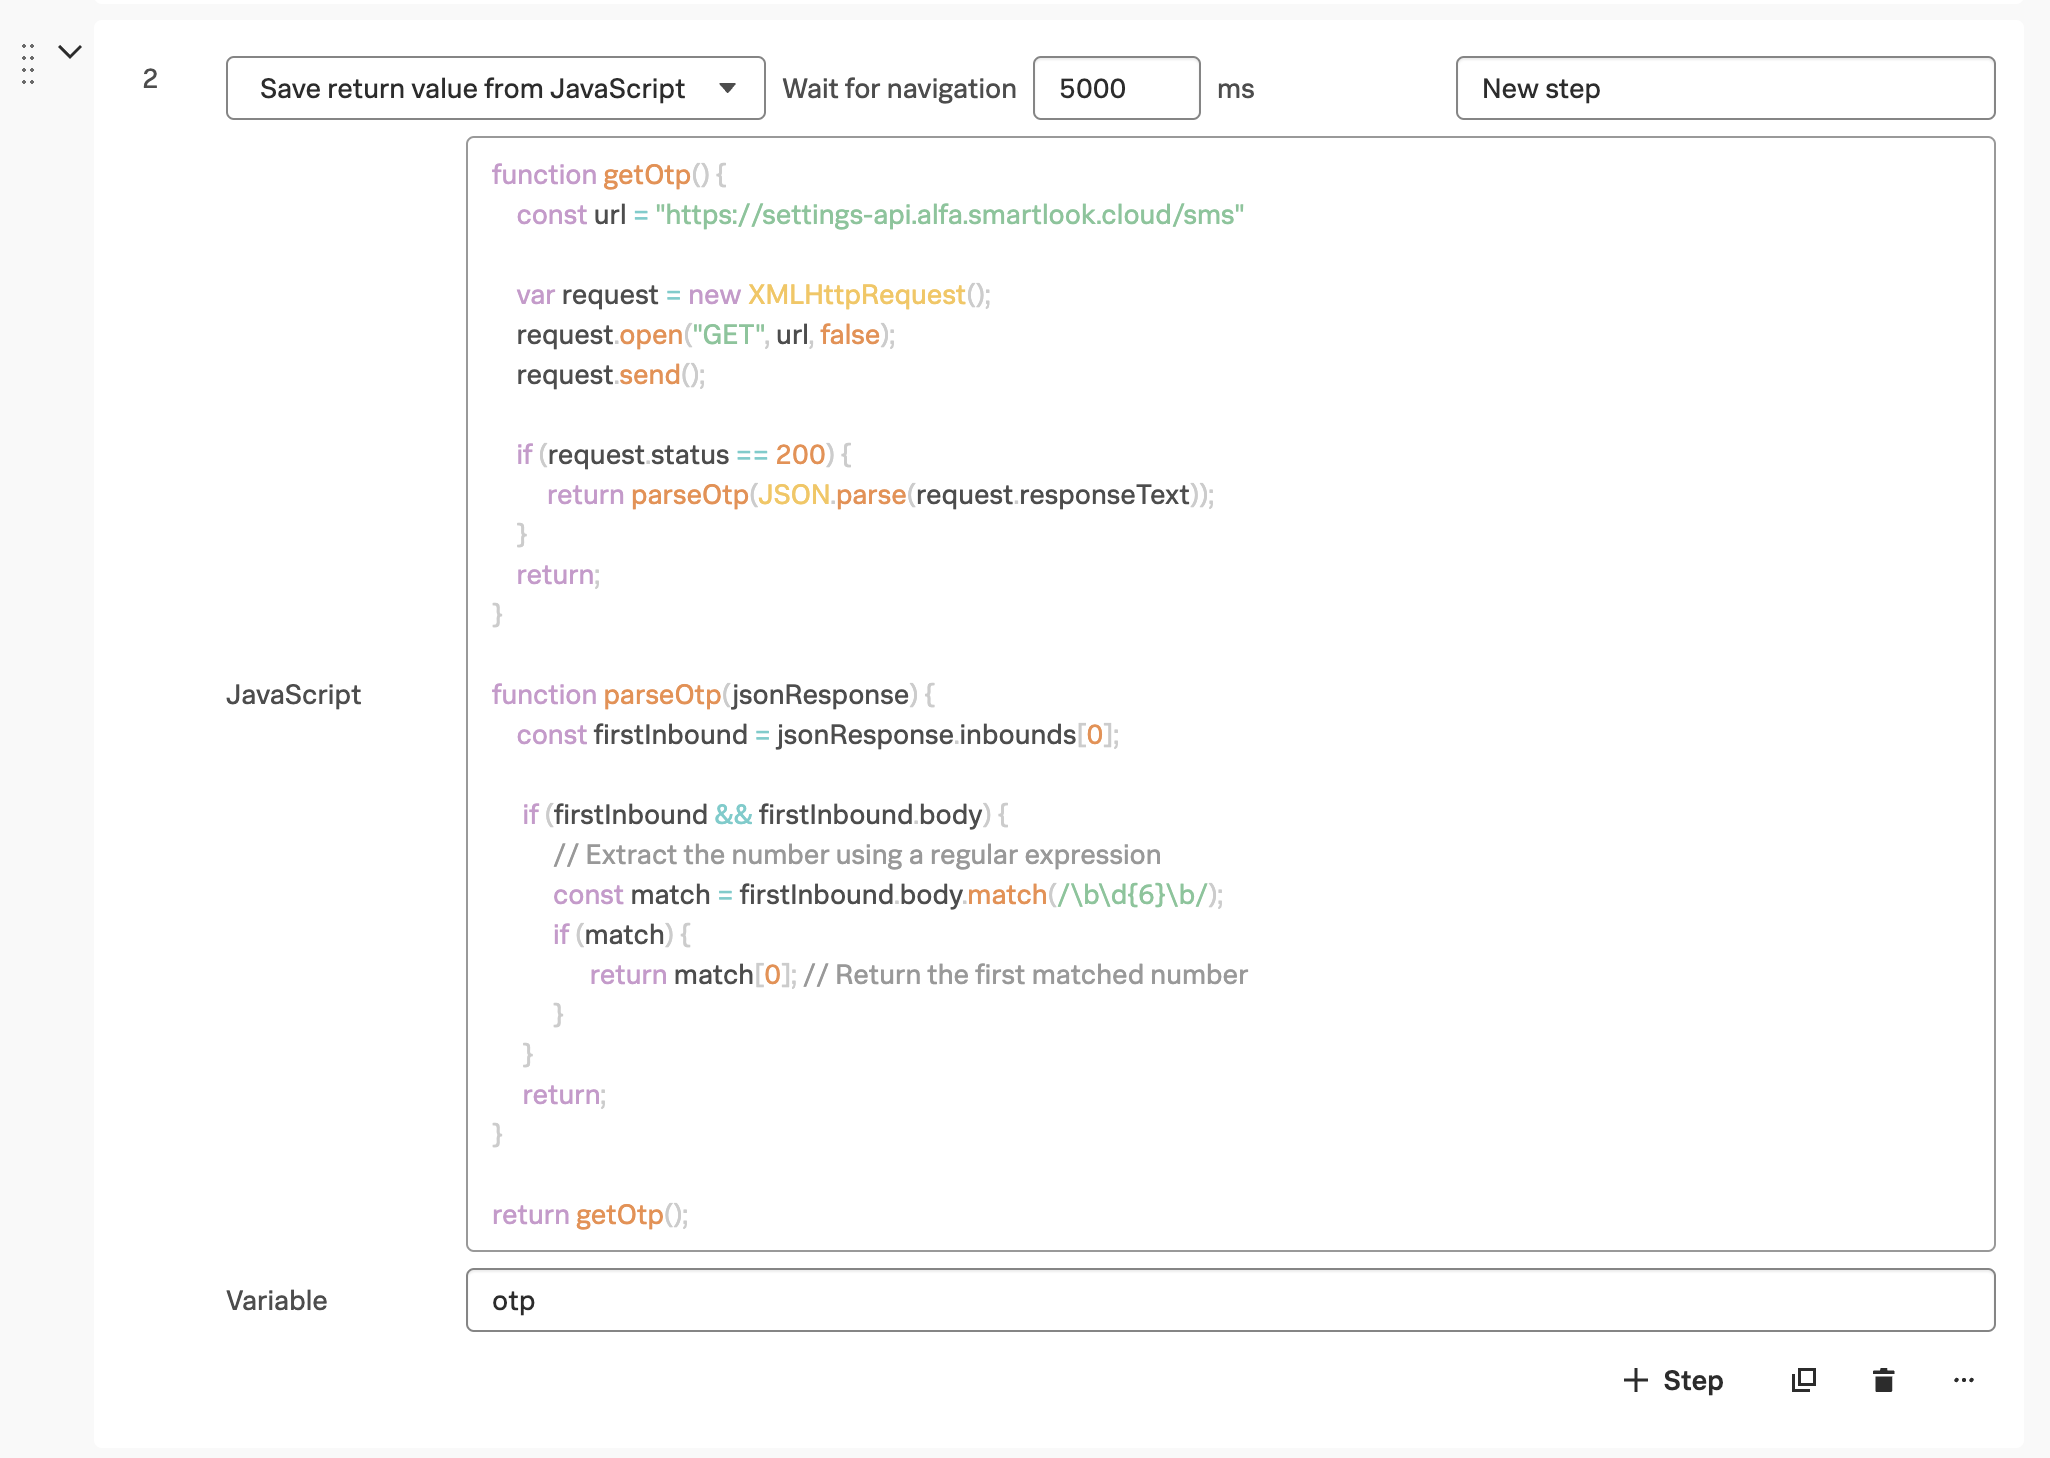 2
Save return value from JavaScript
Wait for navigation
5000
ms
New step
JavaScript
function getOtp() {
const url = "https://settings-api.alfa.smartlook.cloud/sms"
var request = new XMLHttpRequest();
request.open("GET", url, false);
request.send();
if (request.status == 200) {
return parseOtp(JSON.parse(request.responseText));
}
return;
}
function parseOtp(jsonResponse) {
const firstInbound = jsonResponse.inbounds[0];
if (firstInbound && firstInbound.body) {
// Extract the number using a regular expression
const match = firstInbound.body.match(/\b\d{6}\b/);
if (match) {
return match[0]; // Return the first matched number
}
}
return;
}
return getOtp();
Variable
otp
+ Step